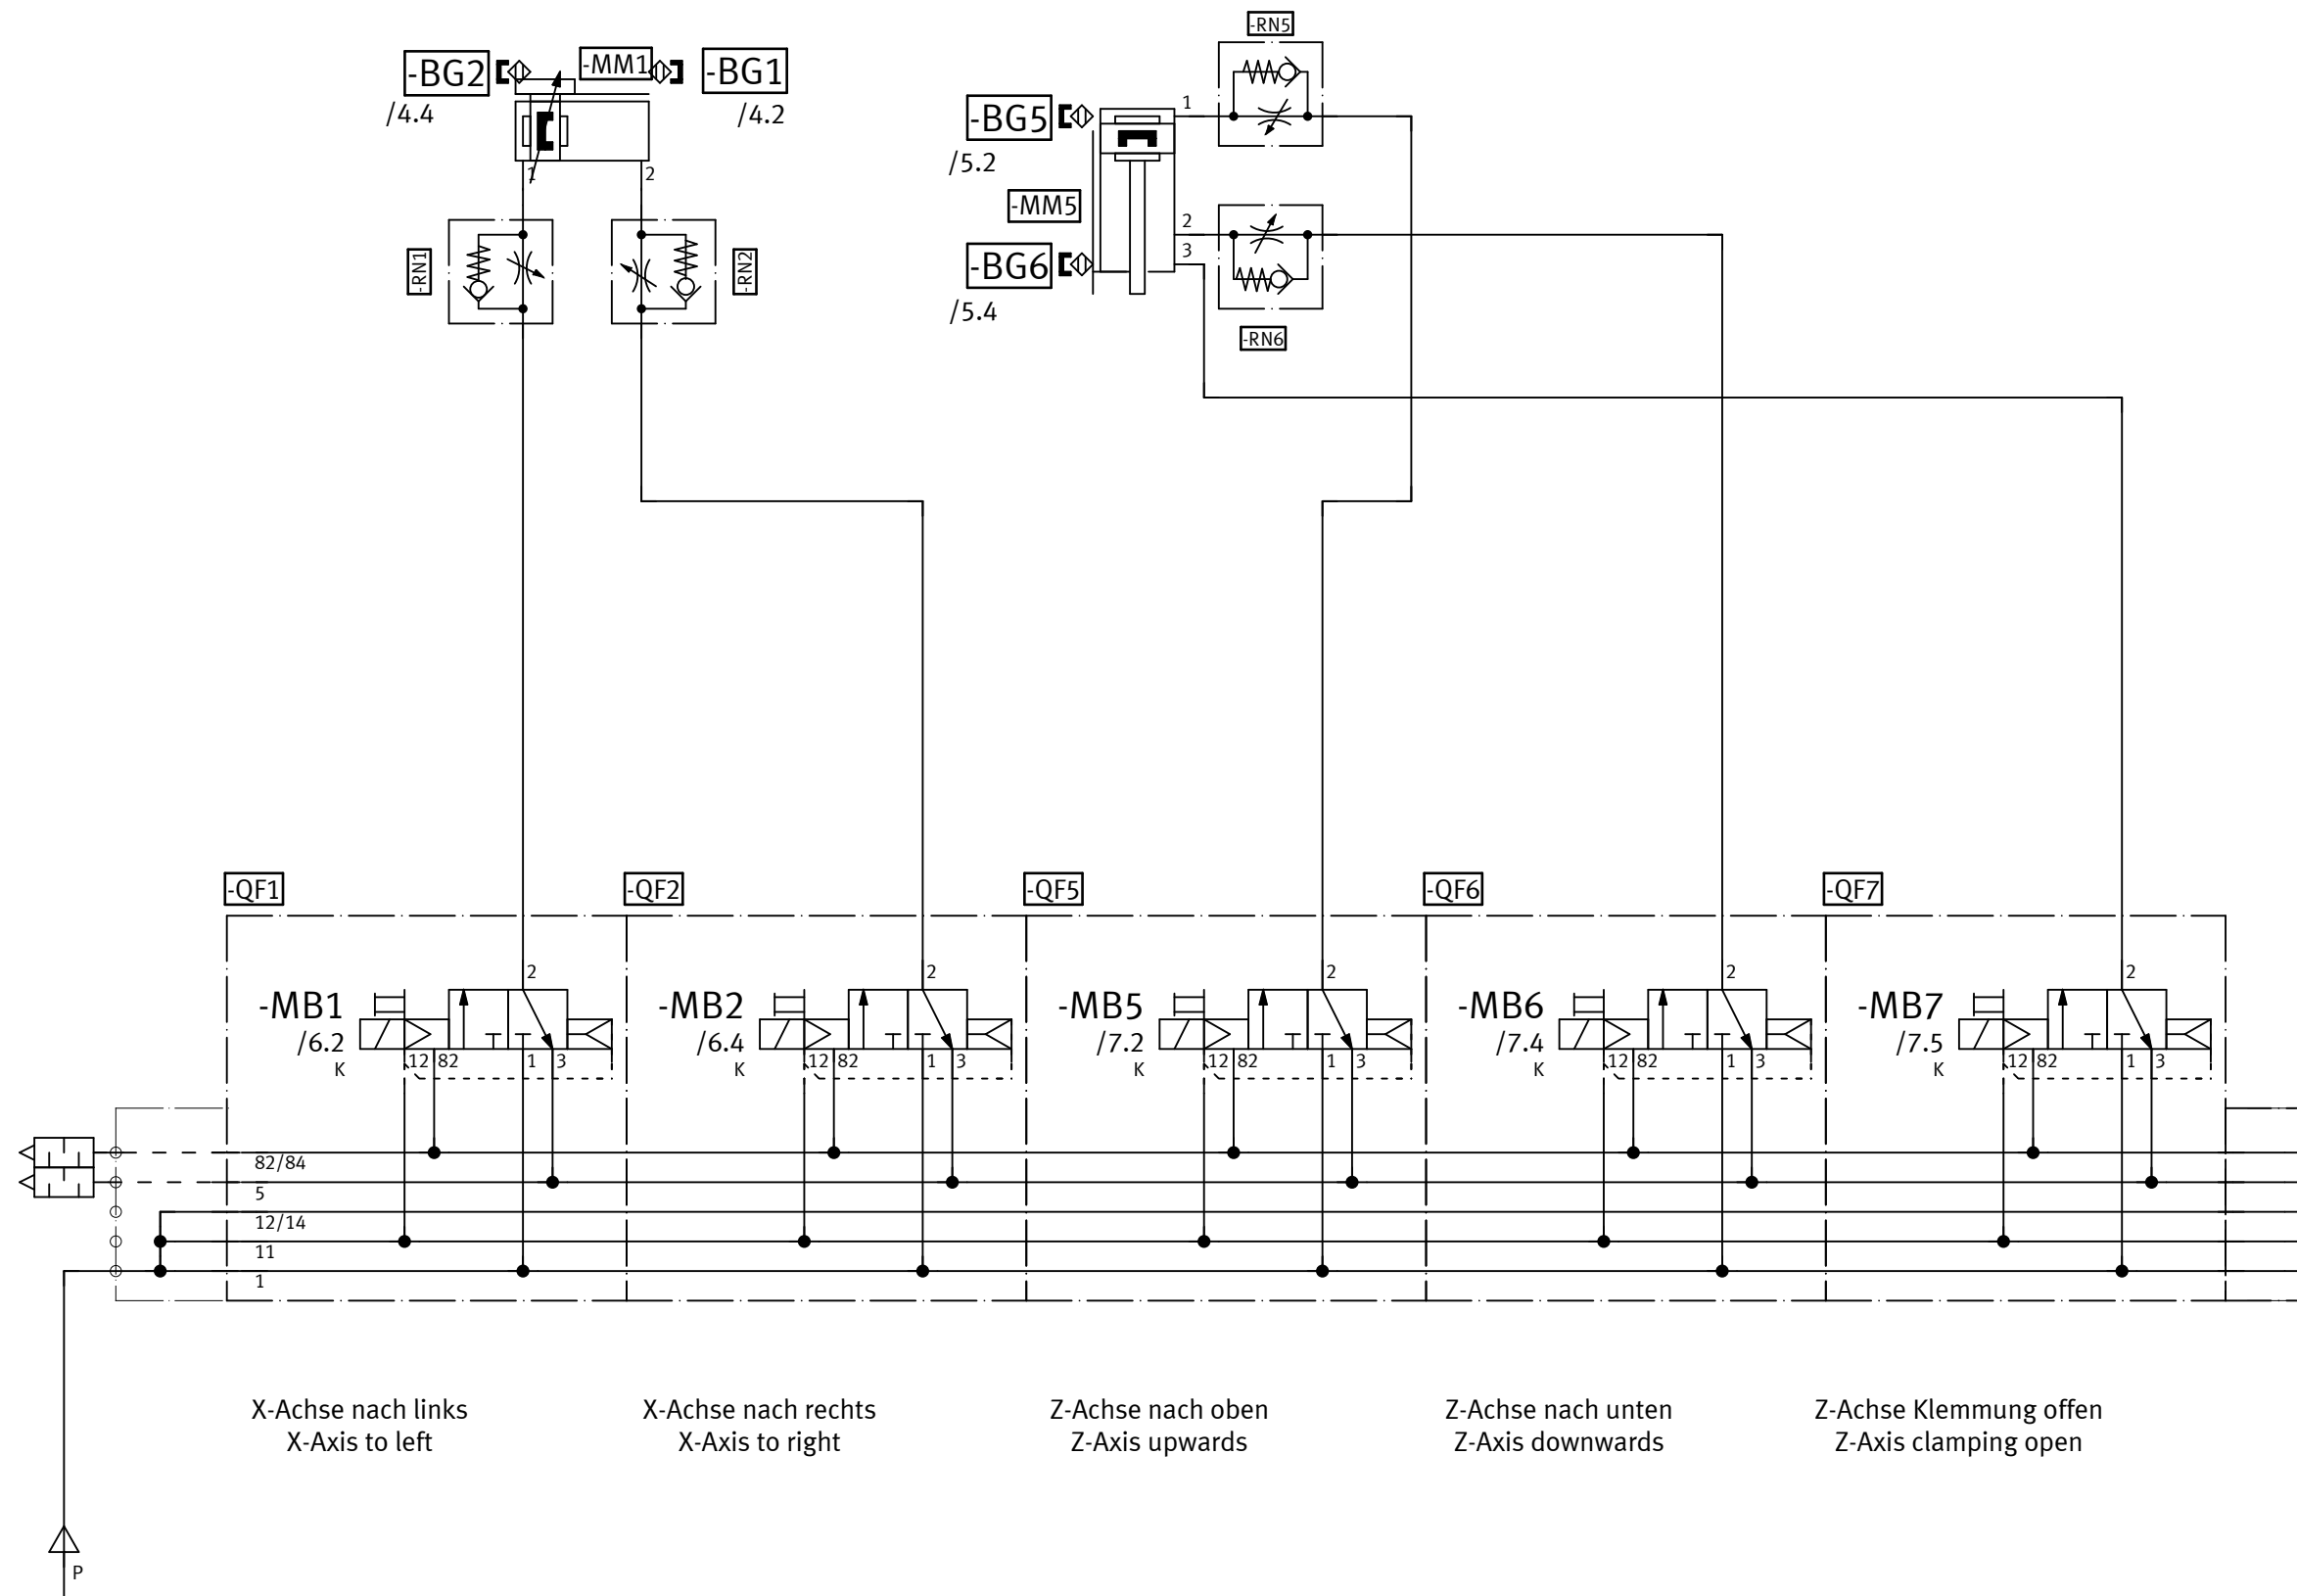 -RN5
-BG2
-MM1
-BG1
/4.4
/4.2
-BG5
1
/5.2
1
2
-MM5
2
3
-RN1
-RN2
-BG6
/5.4
-RN6
-QF1
-QF2
-QF5
-QF6
-QF7
2
2
2
2
2
-MB1
-MB2
-MB5
-MB6
-MB7
/6.2
/6.4
/7.2
/7.4
/7.5
K
K
K
K
K
12 82 1 3
12 82 1 3
12 82 1 3
12 82 1 3
12 82 1 3
82/84
5
12/14
11
1
X-Achse nach links
X-Axis to left
X-Achse nach rechts
X-Axis to right
Z-Achse nach oben
Z-Axis upwards
Z-Achse nach unten
Z-Axis downwards
Z-Achse Klemmung offen
Z-Axis clamping open
P